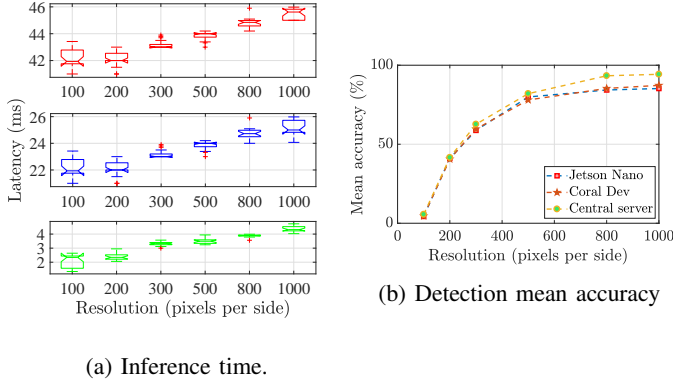 46
44
42
100 200 300 500 800 1000
26
24
22
100 200 300 500 800 1000
4
3
2
100 200 300 500 800 1000
Latency (ms)
Resolution (pixels per side)
(a) Inference time.
100
50
0
0 200 400 600 800 1000
Mean accuracy (%)
Jetson Nano
Coral Dev
Central server
Resolution (pixels per side)
(b) Detection mean accuracy